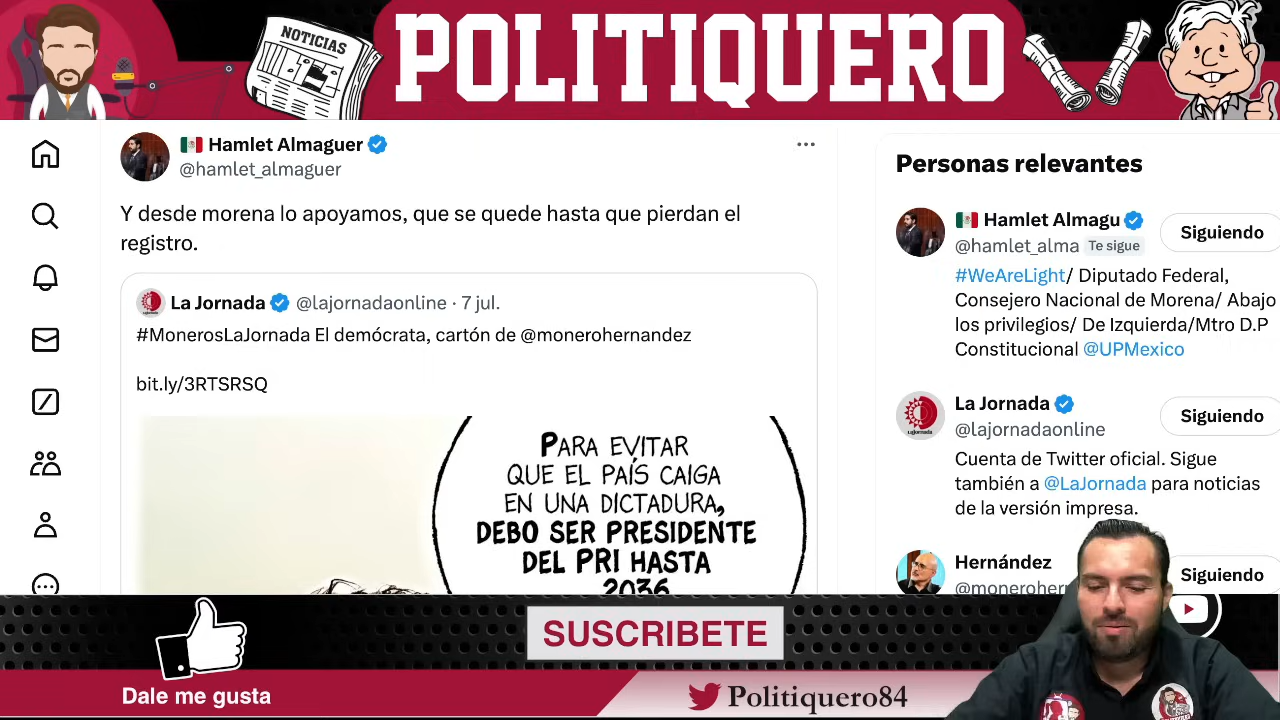 NOTICIAS
POLITIQUERO
Hamlet Almaguer
@hamlet_almaguer
Y desde morena lo apoyamos, que se quede hasta que pierdan el
registro.
La Jornada @lajornadaonline · 7 jul.
#MonerosLaJornada El demócrata, cartón de @monerohernandez
bit.ly/3RTSRSQ
PARA EVITAR
QUE EL PAÍS CAIGA
EN UNA DICTADURA,
DEBO SER PRESIDENTE
DEL PRI HASTA
2036
Personas relevantes
Hamlet Almagu
@hamlet_alma Te sigue
Siguiendo
#WeAreLight/ Diputado Federal,
Consejero Nacional de Morena/ Abajo
los privilegios/ De Izquierda/Mtro D.P
Constitucional @UPMexico
La Jornada
@lajornadaonline
Siguiendo
Cuenta de Twitter oficial. Sigue
también a @LaJornada para noticias
de la versión impresa.
Hernández
@moneroher
Siguiendo
SUSCRIBETE
Dale me gusta
Politiquero84